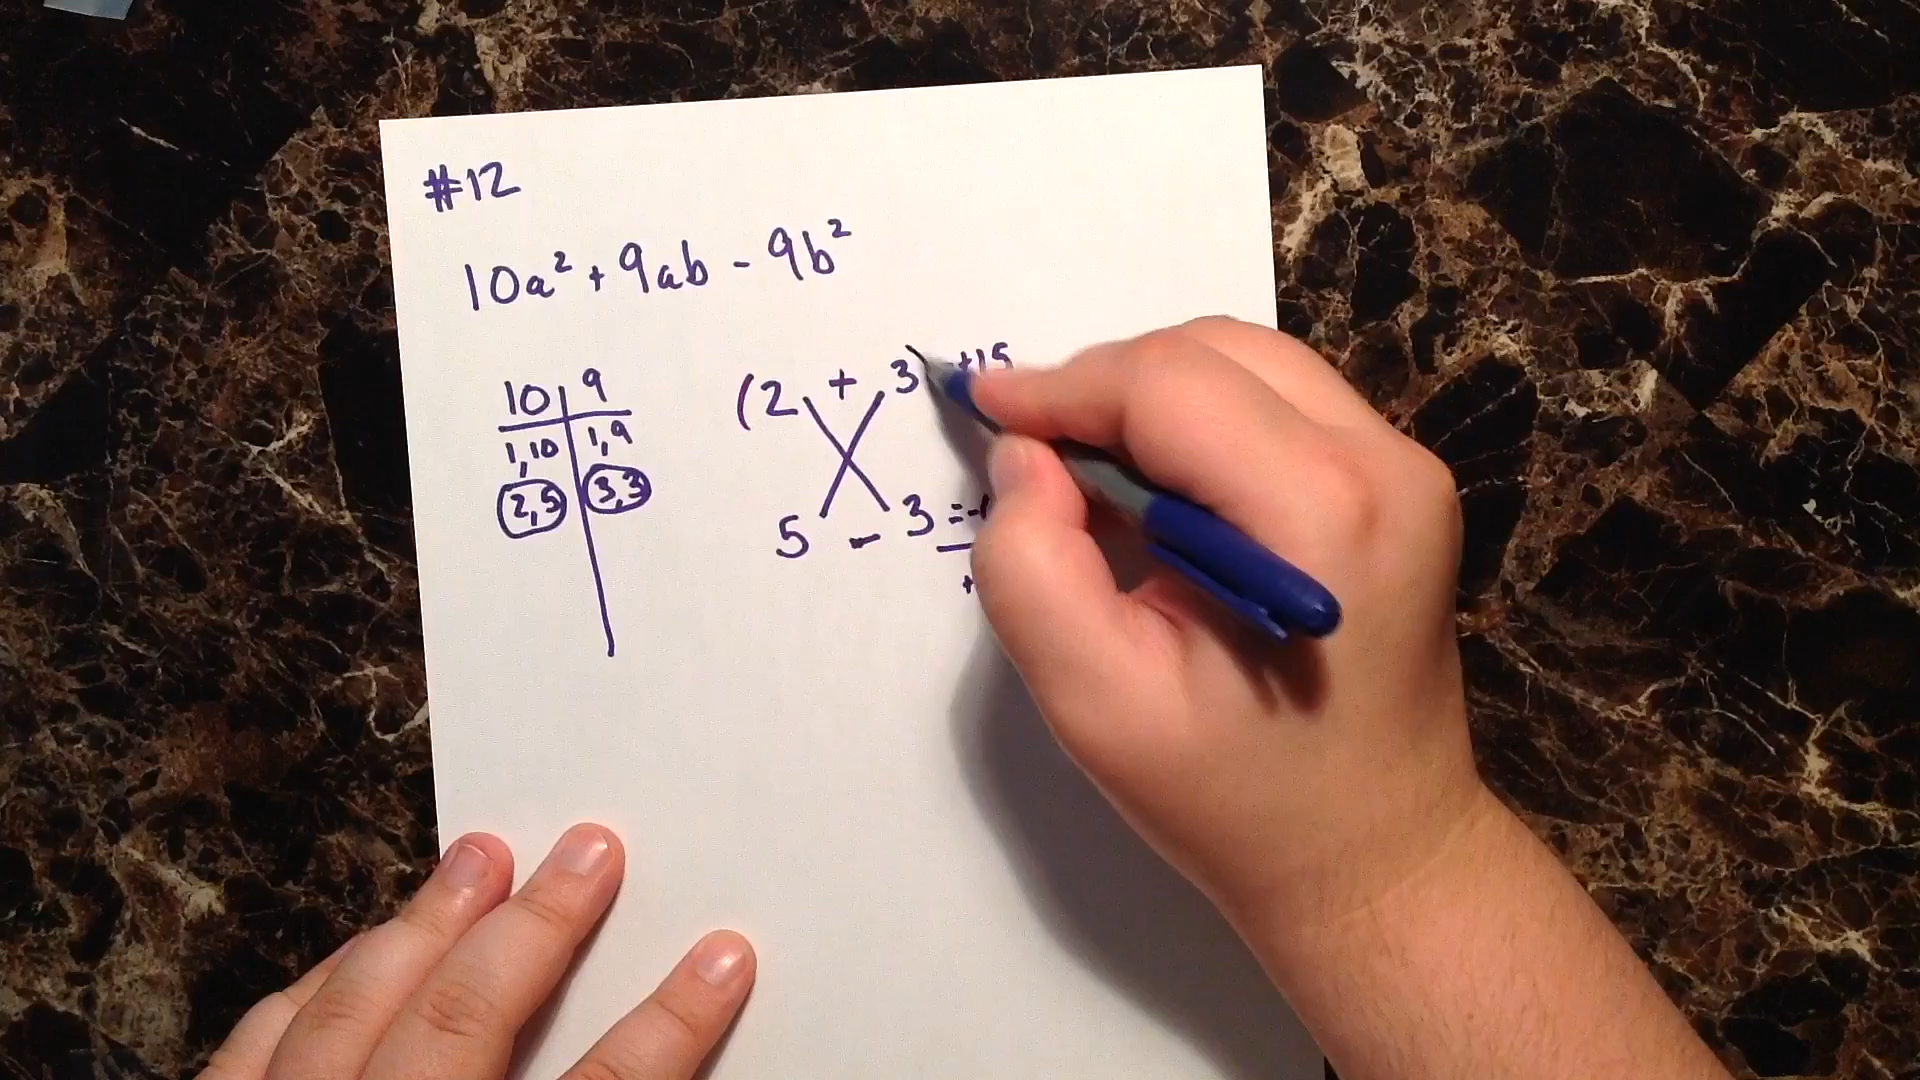 #12
10a² + 9ab - 9b²
10 | 9
1,10 | 1,9
2,5 | 3,3
(2 + 3 +15
5 - 3 = -
+